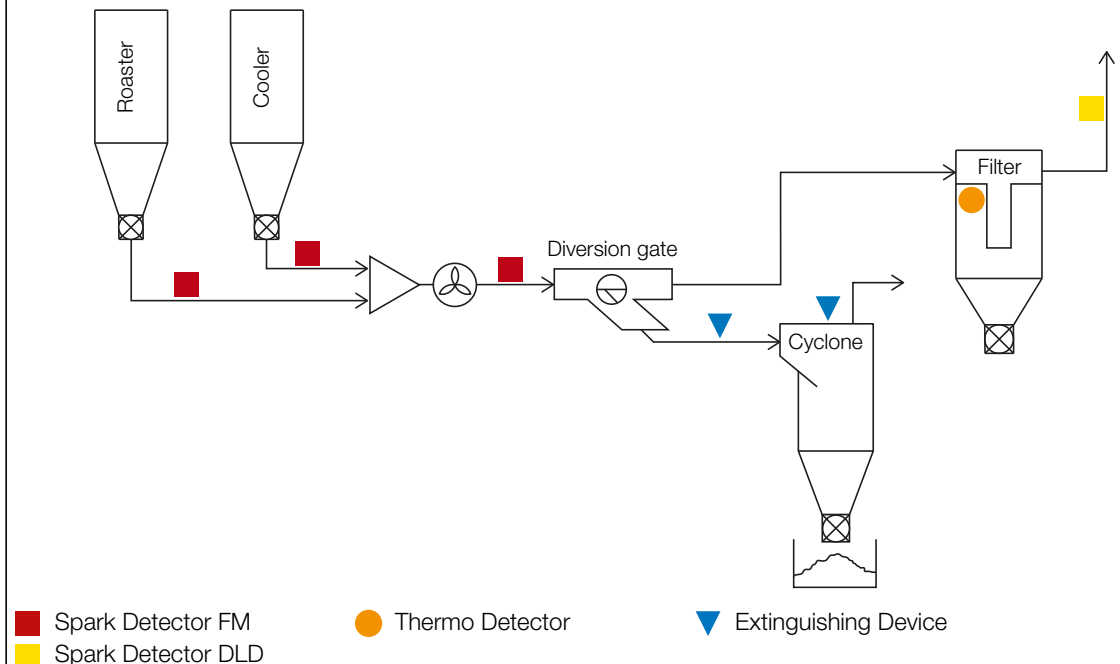 Roaster
Cooler
Diversion gate
Filter
Cyclone
Spark Detector FM
Thermo Detector
Extinguishing Device
Spark Detector DLD